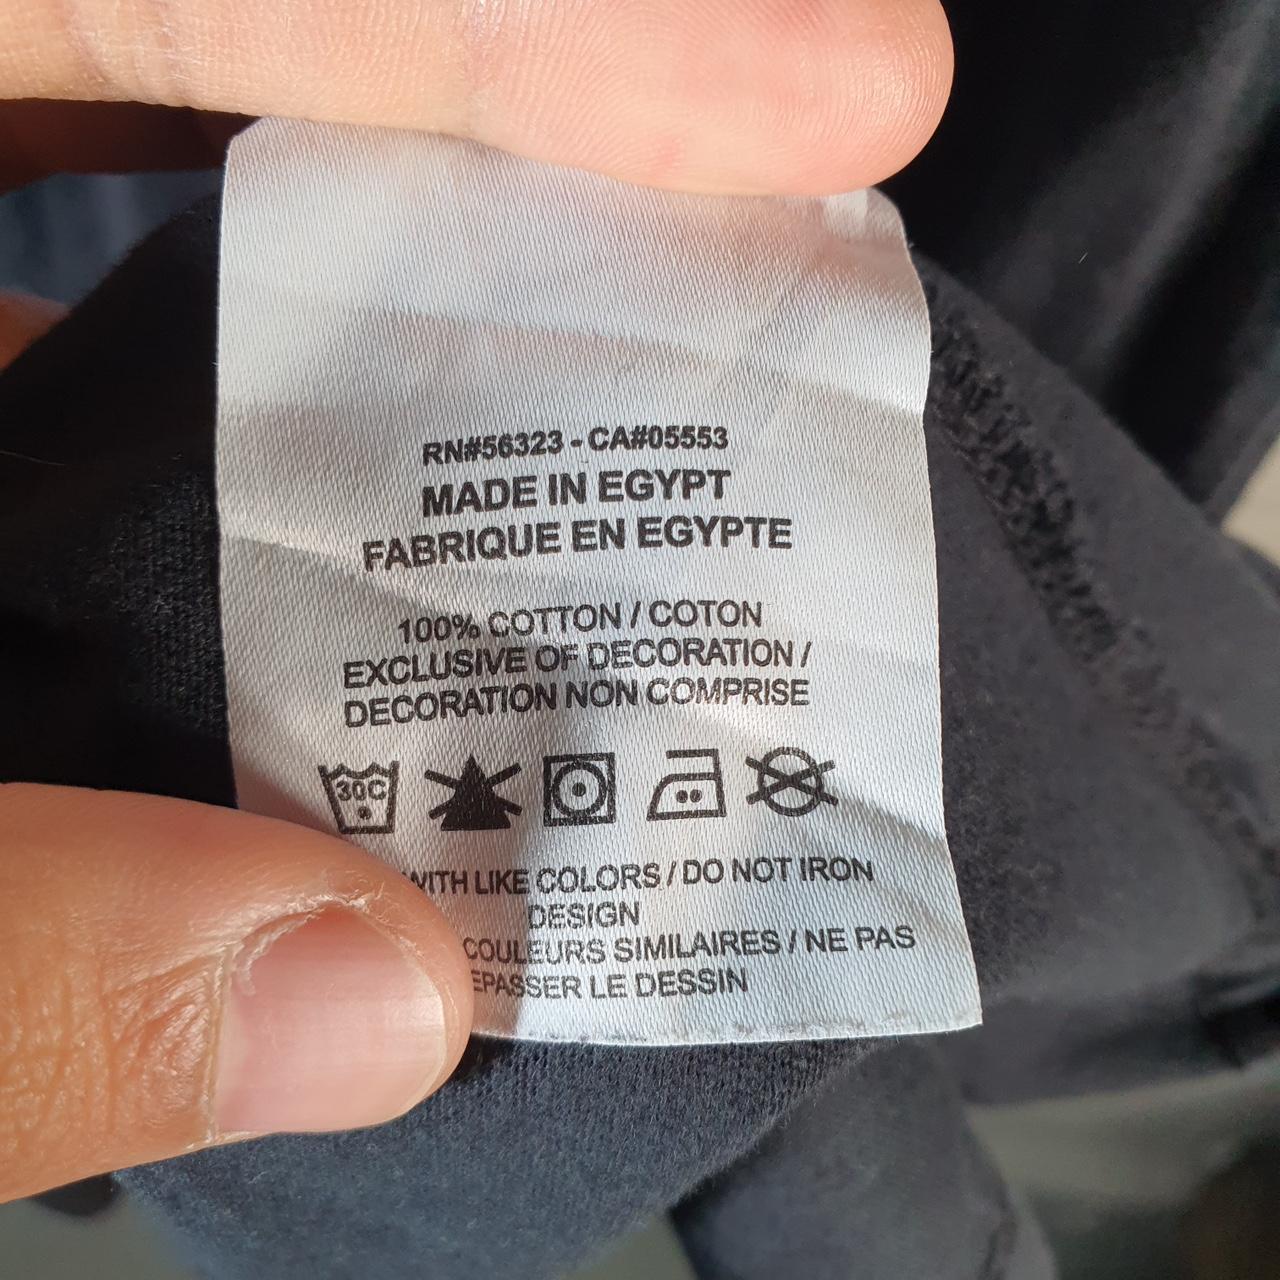 RN#56323 - CA#05553
MADE IN EGYPT
FABRIQUE EN EGYPTE
100% COTTON / COTON
EXCLUSIVE OF DECORATION /
DECORATION NON COMPRISE
30C
WITH LIKE COLORS / DO NOT IRON
DESIGN
COULEURS SIMILAIRES / NE PAS
EPASSER LE DESSIN